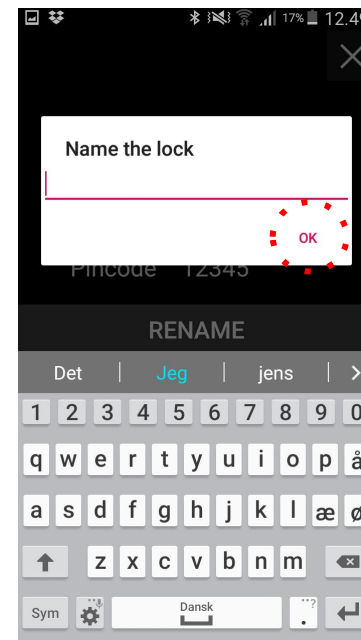 17% 12.49
Name the lock
OK
Pincode 12345
RENAME
Det Jeg jens
1 2 3 4 5 6 7 8 9 0
q w e r t y u i o p å
a s d f g h j k l æ ø
z x c v b n m
Sym Dansk . ?